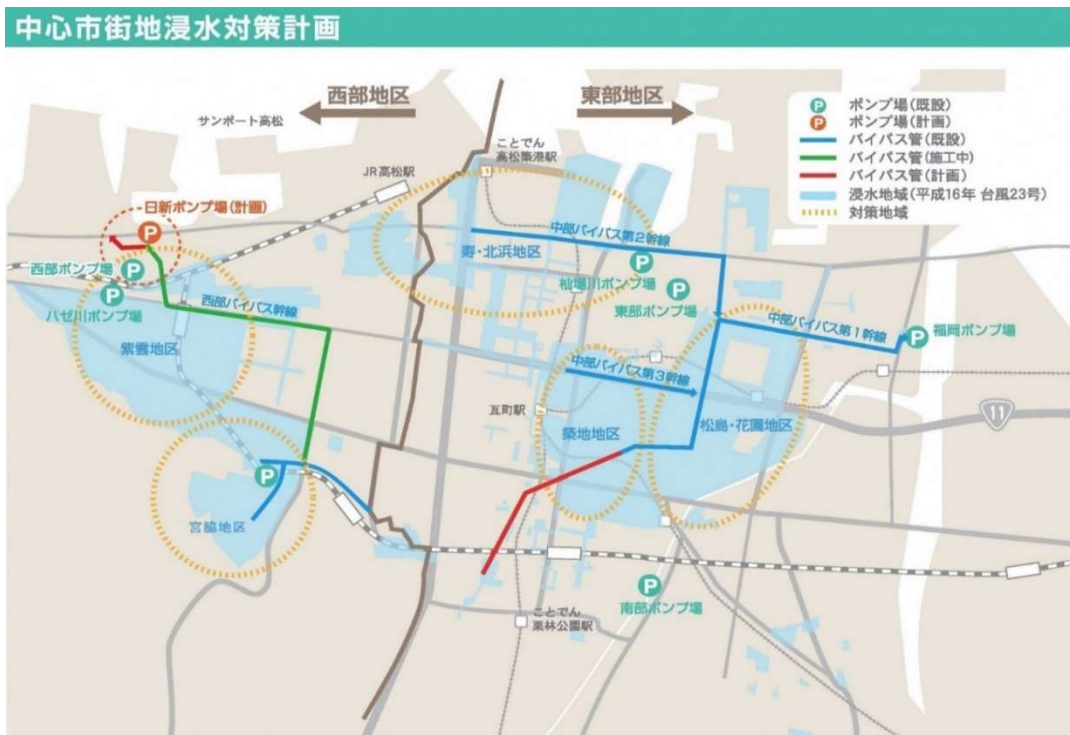 中心市街地浸水対策計画
西部地区
東部地区
サンポート高松
ことでん
高松築港駅
JR高松駅
P ポンプ場(既設)
P ポンプ場(計画)
バイパス管(既設)
バイパス管(施工中)
バイパス管(計画)
浸水地域(平成16年 台風23号)
対策地域
日新ポンプ場(計画)
P
西部ポンプ場
P
P
ハゼ川ポンプ場
西部バイパス幹線
紫雲地区
寿・北浜地区
中部バイパス第2幹線
P
杣場川ポンプ場
P
東部ポンプ場
中部バイパス第1幹線
P
福岡ポンプ場
中部バイパス第3幹線
瓦町駅
築地地区
松島・花園地区
11
P
宮脇地区
P
南部ポンプ場
ことでん
栗林公園駅